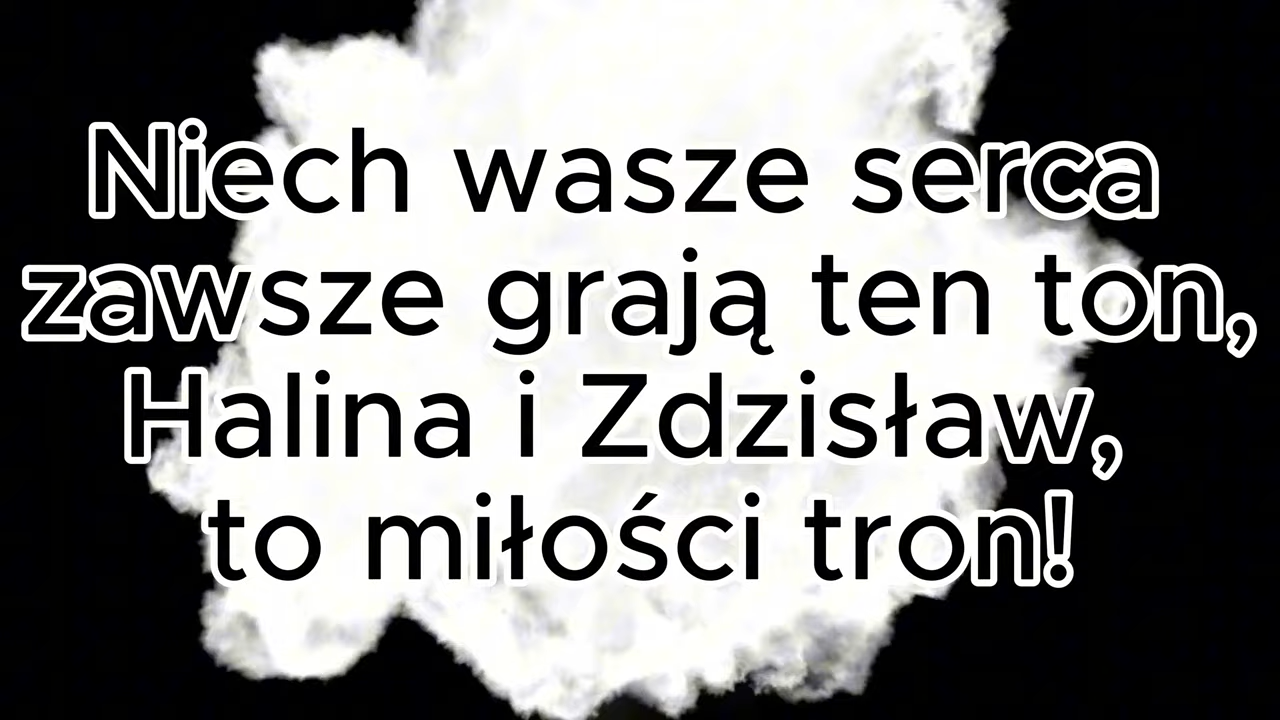 Niech wasze serca
zawsze grają ten ton,
Halina i Zdzisław,
to miłości tron!